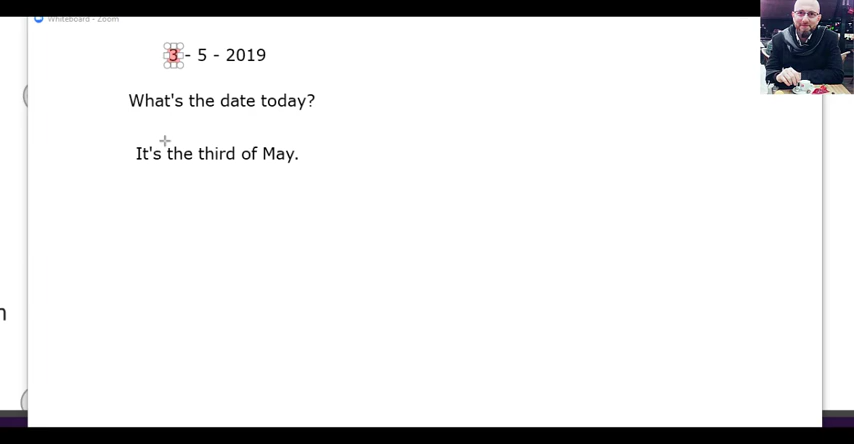 Whiteboard - Zoom
3 - 5 - 2019
What's the date today?
It's the third of May.